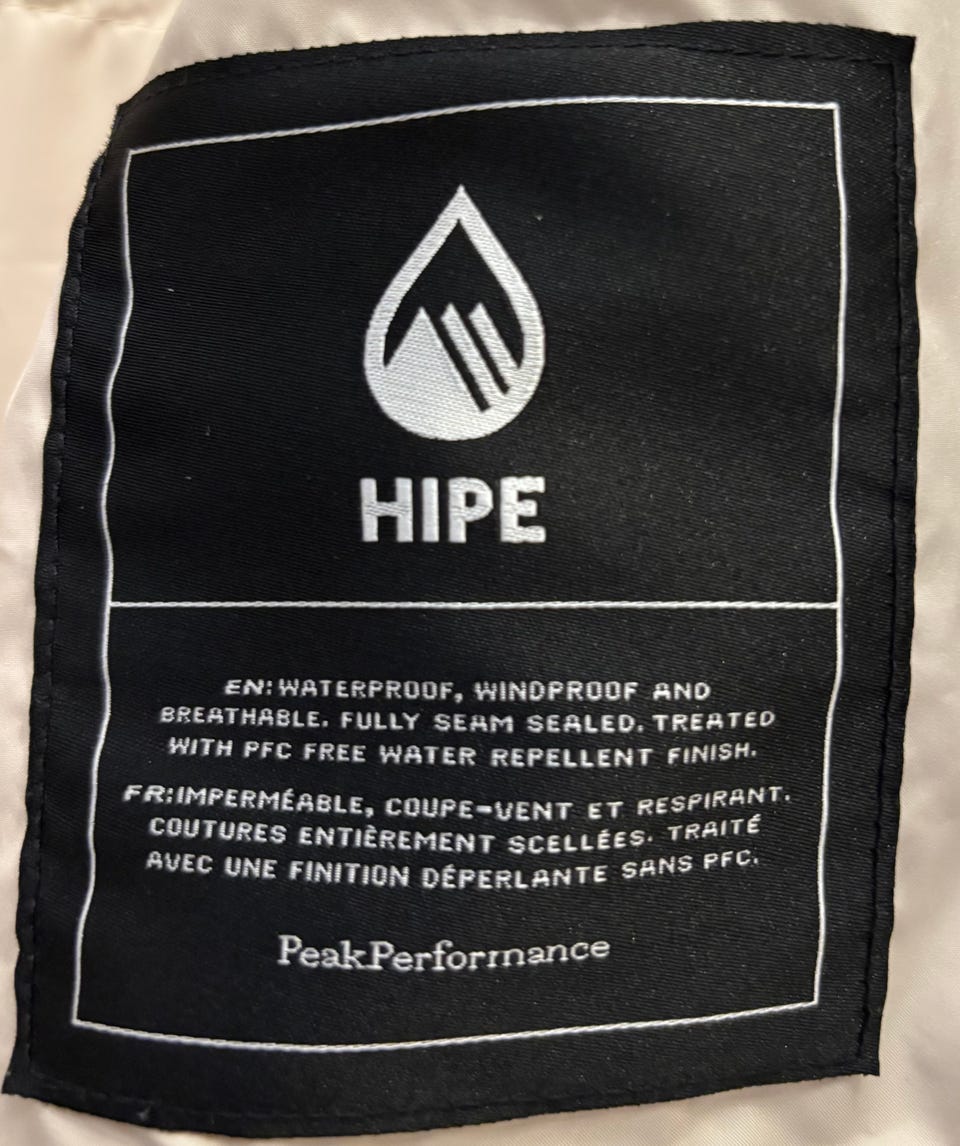 HIPE
EN: WATERPROOF, WINDPROOF AND
BREATHABLE. FULLY SEAM SEALED. TREATED
WITH PFC FREE WATER REPELLENT FINISH.
FR: IMPERMÉABLE, COUPE-VENT ET RESPIRANT.
COUTURES ENTIÈREMENT SCELLÉES. TRAITÉ
AVEC UNE FINITION DÉPERLANTE SANS PFC.
PeakPerformance